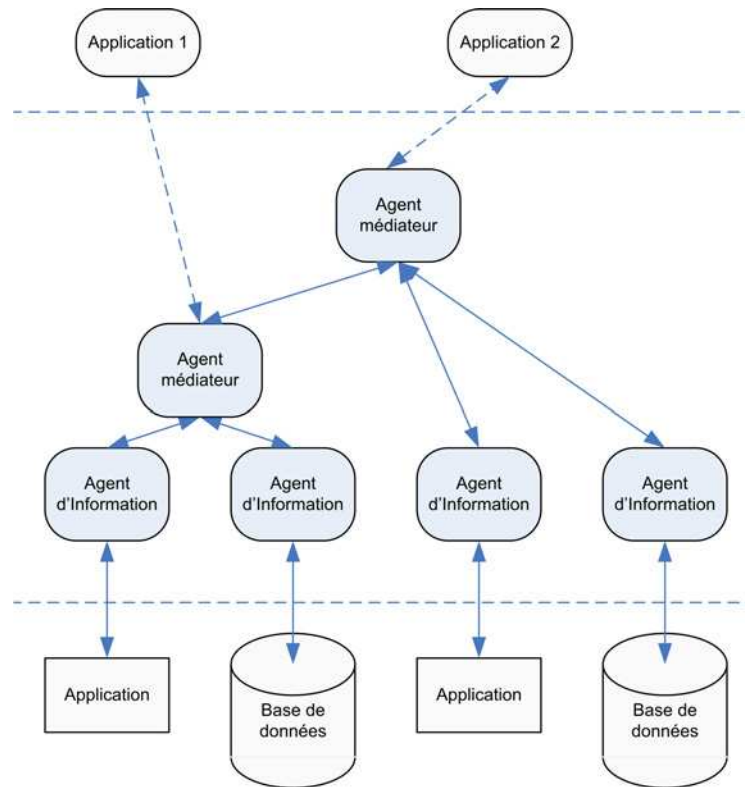 Application 1
Application 2
Agent
médiateur
Agent
médiateur
Agent
d'Information
Agent
d'Information
Agent
d'Information
Agent
d'Information
Application
Base de
données
Application
Base de
données